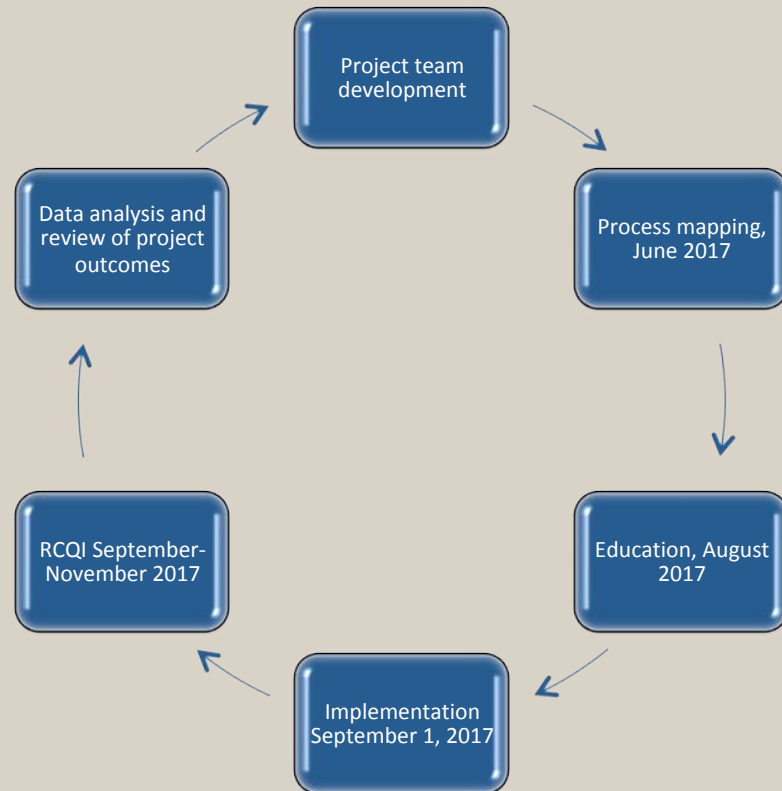 Project team
development
Process mapping,
June 2017
Education, August
2017
Implementation
September 1, 2017
RCQI September-
November 2017
Data analysis and
review of project
outcomes